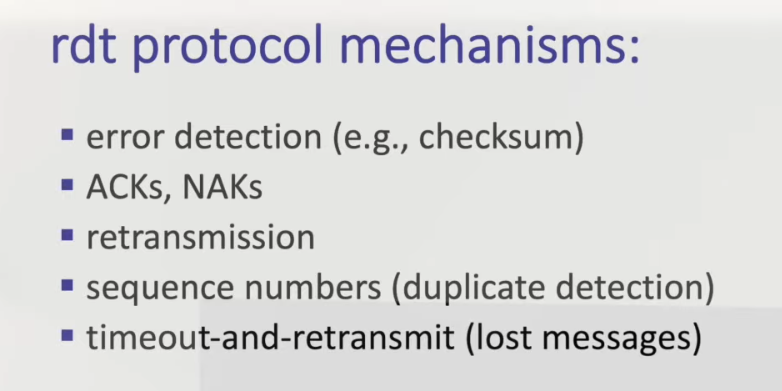 rdt protocol mechanisms:
▪ error detection (e.g., checksum)
▪ ACKs, NAKs
▪ retransmission
▪ sequence numbers (duplicate detection)
▪ timeout-and-retransmit (lost messages)